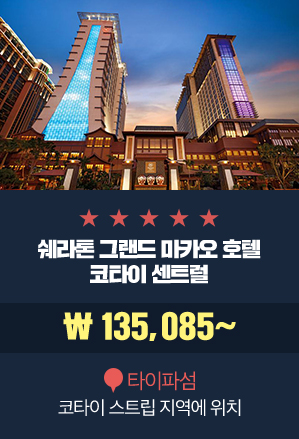 ★ ★ ★ ★ ★
쉐라톤 그랜드 마카오 호텔
코타이 센트럴
₩ 135,085~
타이파섬
코타이 스트립 지역에 위치